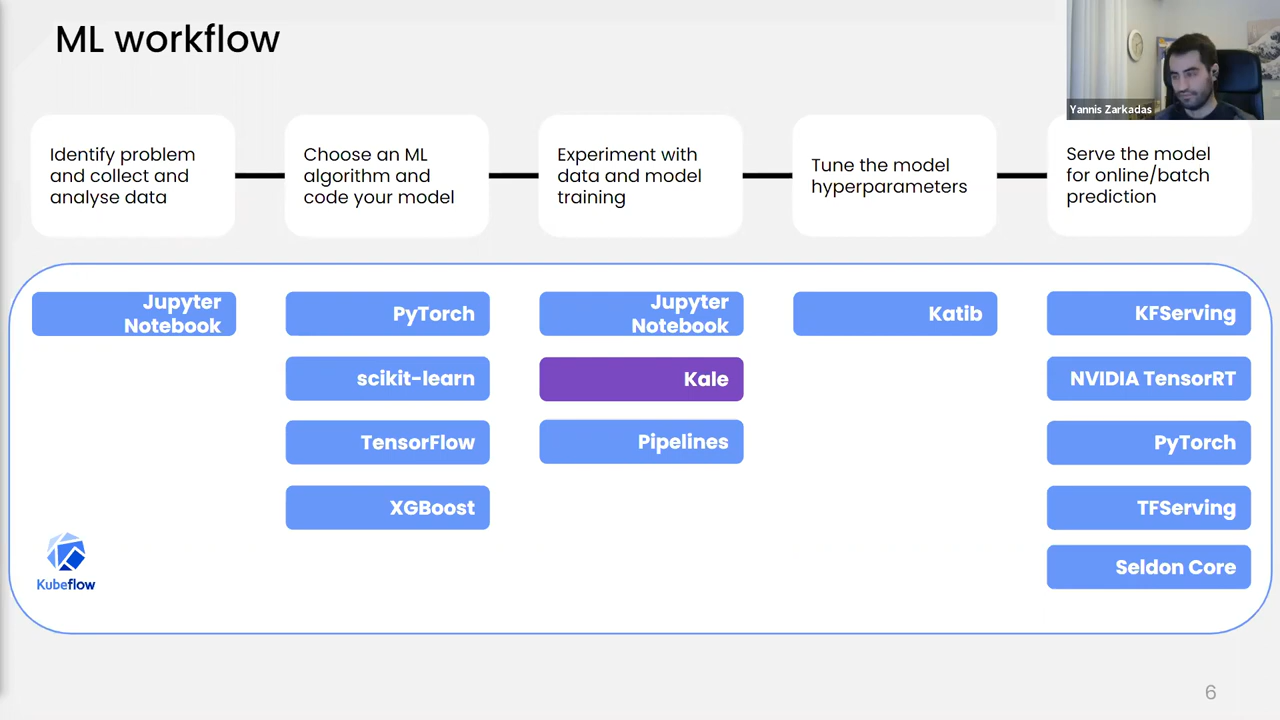 ML workflow
Yannis Zarkadas
Identify problem
and collect and
analyse data
Choose an ML
algorithm and
code your model
Experiment with
data and model
training
Tune the model
hyperparameters
Serve the model
for online/batch
prediction
Jupyter
Notebook
PyTorch
scikit-learn
TensorFlow
XGBoost
Jupyter
Notebook
Kale
Pipelines
Katib
KFServing
NVIDIA TensorRT
PyTorch
TFServing
Seldon Core
Kubeflow
6